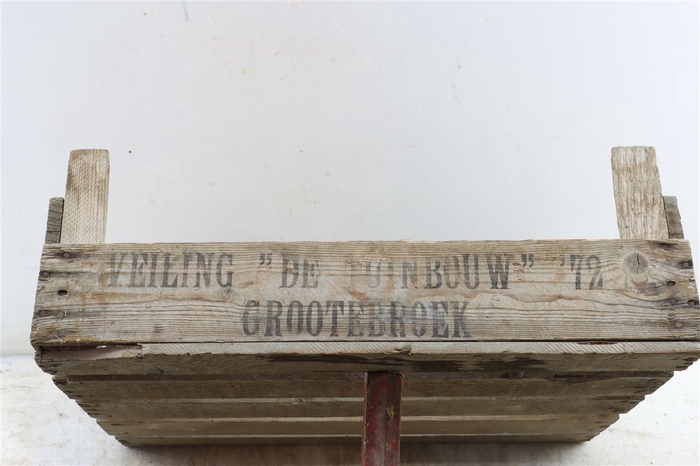 VEILING "DE TUINBOUW" '72
GROOTEBROEK